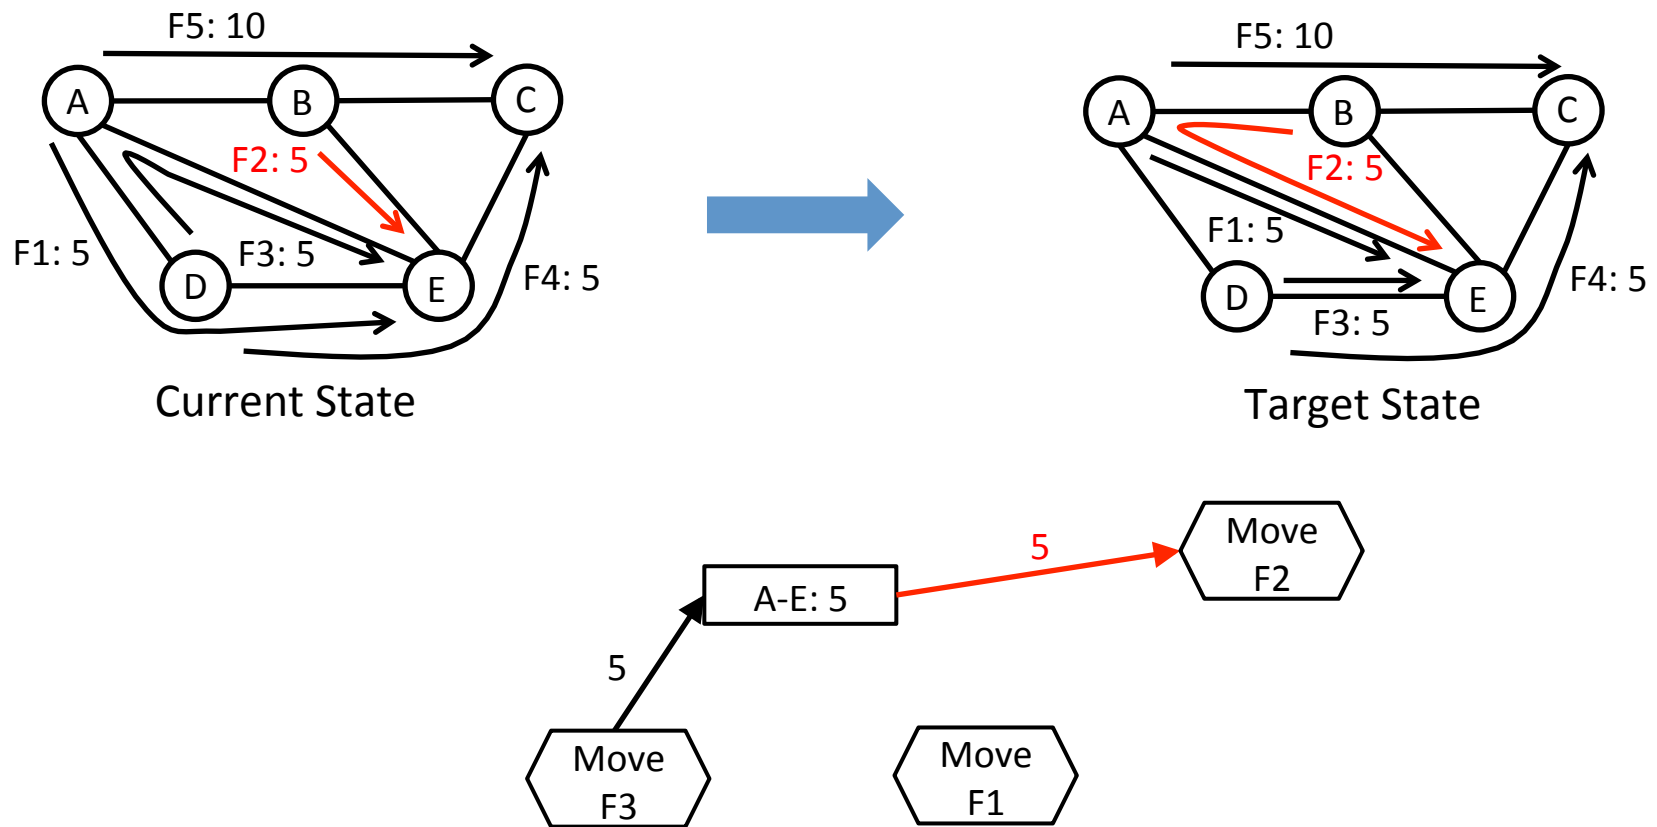 F5: 10
A
B
C
F2: 5
F1: 5
F3: 5
D
E
F4: 5
Current State
F5: 10
A
B
C
F2: 5
F1: 5
D
E
F4: 5
F3: 5
Target State
Move
F2
5
A-E: 5
5
Move
F3
Move
F1